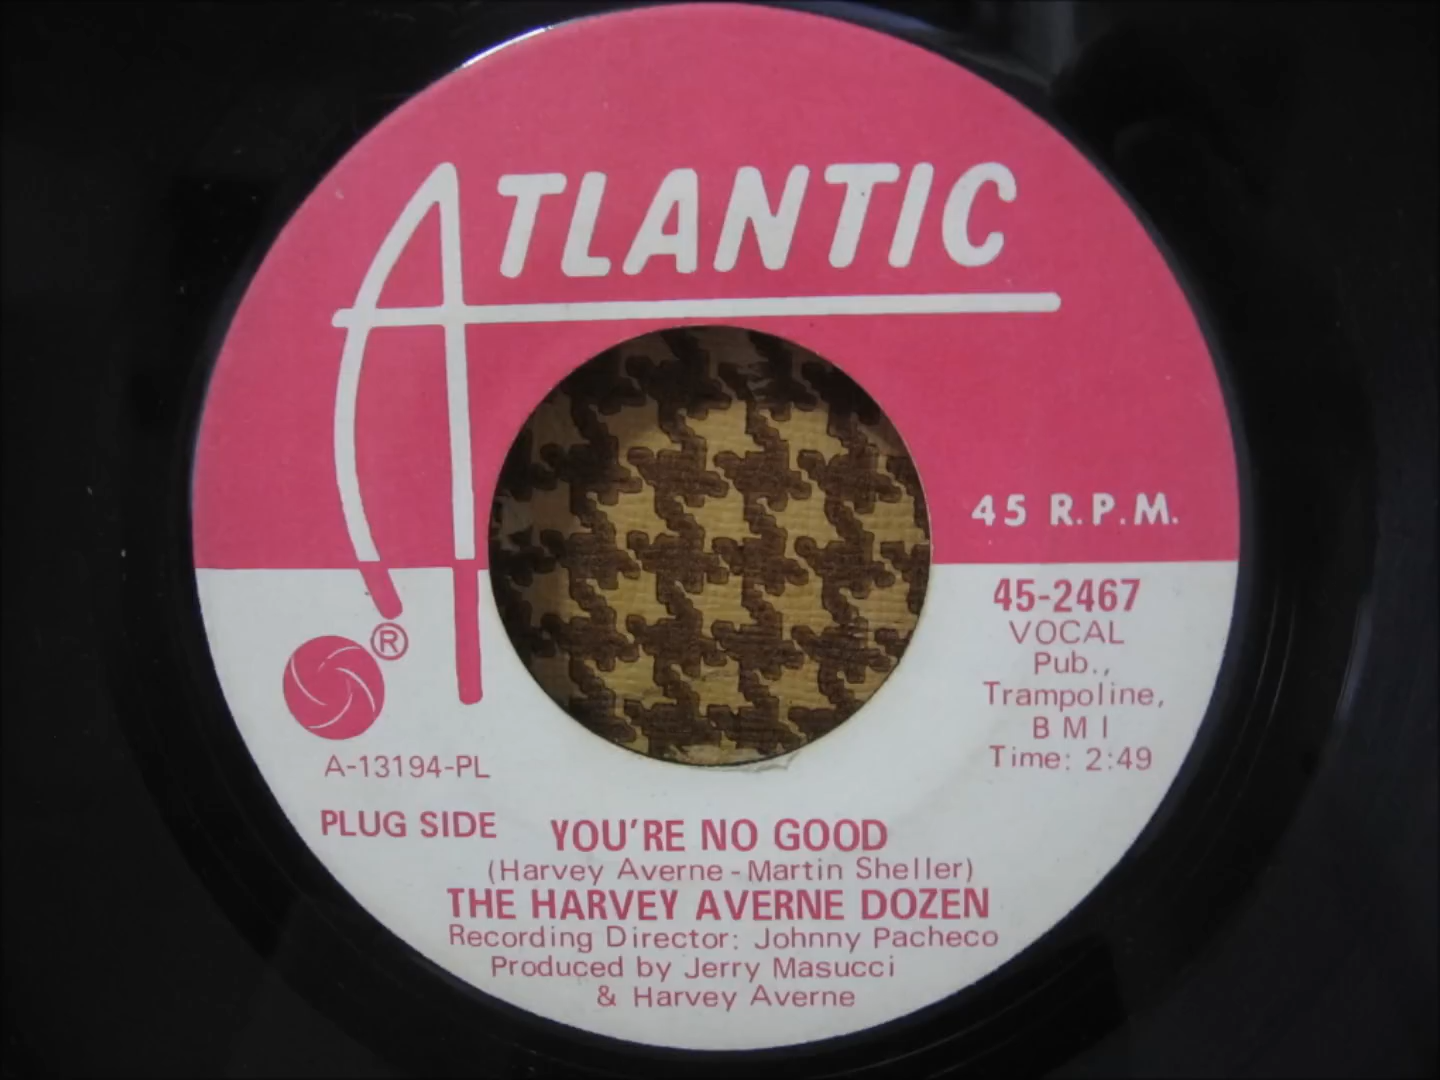 ATLANTIC
45 R.P.M.
45-2467
VOCAL
Pub.,
Trampoline,
B M I
Time: 2:49
®
A-13194-PL
PLUG SIDE
YOU'RE NO GOOD
(Harvey Averne - Martin Sheller)
THE HARVEY AVERNE DOZEN
Recording Director: Johnny Pacheco
Produced by Jerry Masucci
& Harvey Averne